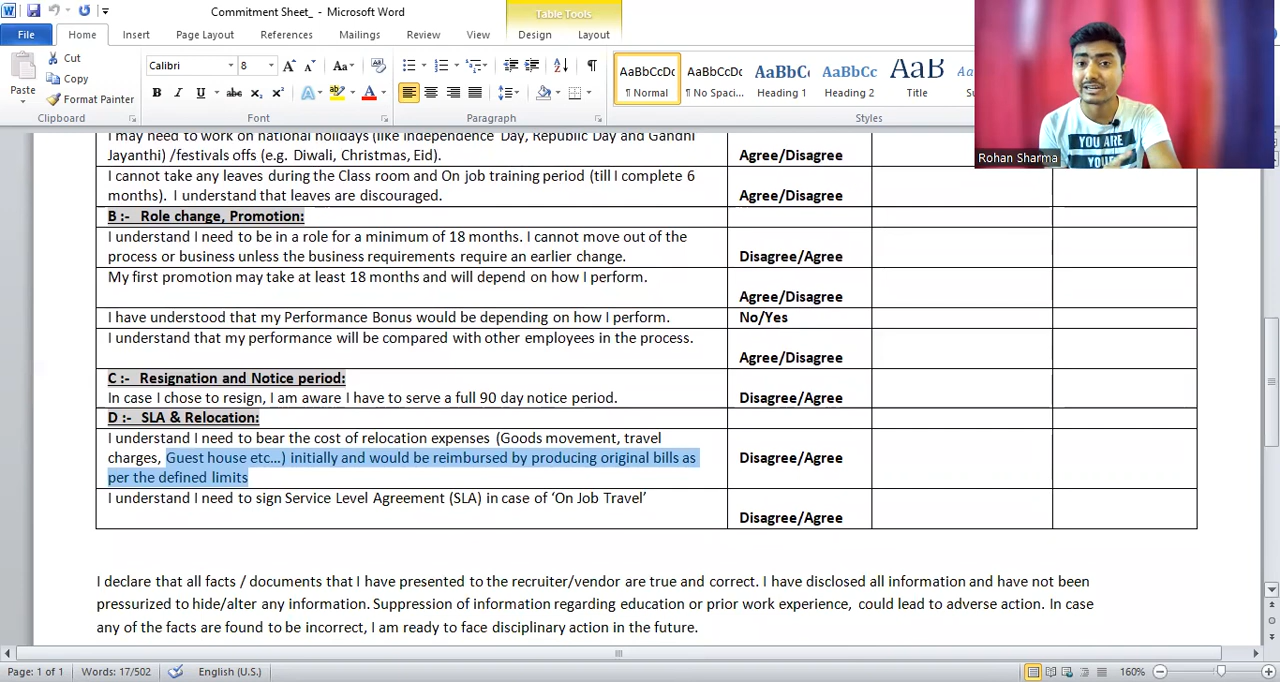 Commitment Sheet_ - Microsoft Word
Table Tools
File Home Insert Page Layout References Mailings Review View Design Layout
Paste
Cut
Copy
Format Painter
Clipboard
Calibri 8
Font
Paragraph
AaBbCcDc AaBbCcDc AaBbC AaBbCc AaB
¶ Normal ¶ No Spaci... Heading 1 Heading 2 Title
Styles
YOU ARE
Rohan Sharma
I may need to work on national holidays (like Independence Day, Republic Day and Gandhi
Jayanthi) /festivals offs (e.g. Diwali, Christmas, Eid).
Agree/Disagree
I cannot take any leaves during the Class and On job training period (till I complete 6
months). I understand that leaves are discouraged.
Agree/Disagree
B :- Role change, Promotion:
I understand I need to be in a role for a minimum of 18 months. I cannot move out of the
process or business unless the business requirements require an earlier change.
Disagree/Agree
My first promotion may take at least 18 months and will depend on how I perform.
Agree/Disagree
I have understood that my Performance Bonus would be depending on how I perform.
No/Yes
I understand that my performance will be compared with other employees in the process.
Agree/Disagree
C :- Resignation and Notice period:
In case I chose to resign, I am aware I have to serve a full 90 day notice period.
Disagree/Agree
D :- SLA & Relocation:
I understand I need to bear the cost of relocation expenses (Goods movement, travel
charges, Guest house etc...) initially and would be reimbursed by producing original bills as
per the defined limits
Disagree/Agree
I understand I need to sign Service Level Agreement (SLA) in case of ‘On Job Travel’
Disagree/Agree
I declare that all facts / documents that I have presented to the recruiter/vendor are true and correct. I have disclosed all information and have not been
pressurized to hide/alter any information. Suppression of information regarding education or prior work experience, could lead to adverse action. In case
any of the facts are found to be incorrect, I am ready to face disciplinary action in the future.
Page: 1 of 1 Words: 17/502 English (U.S.) 160%